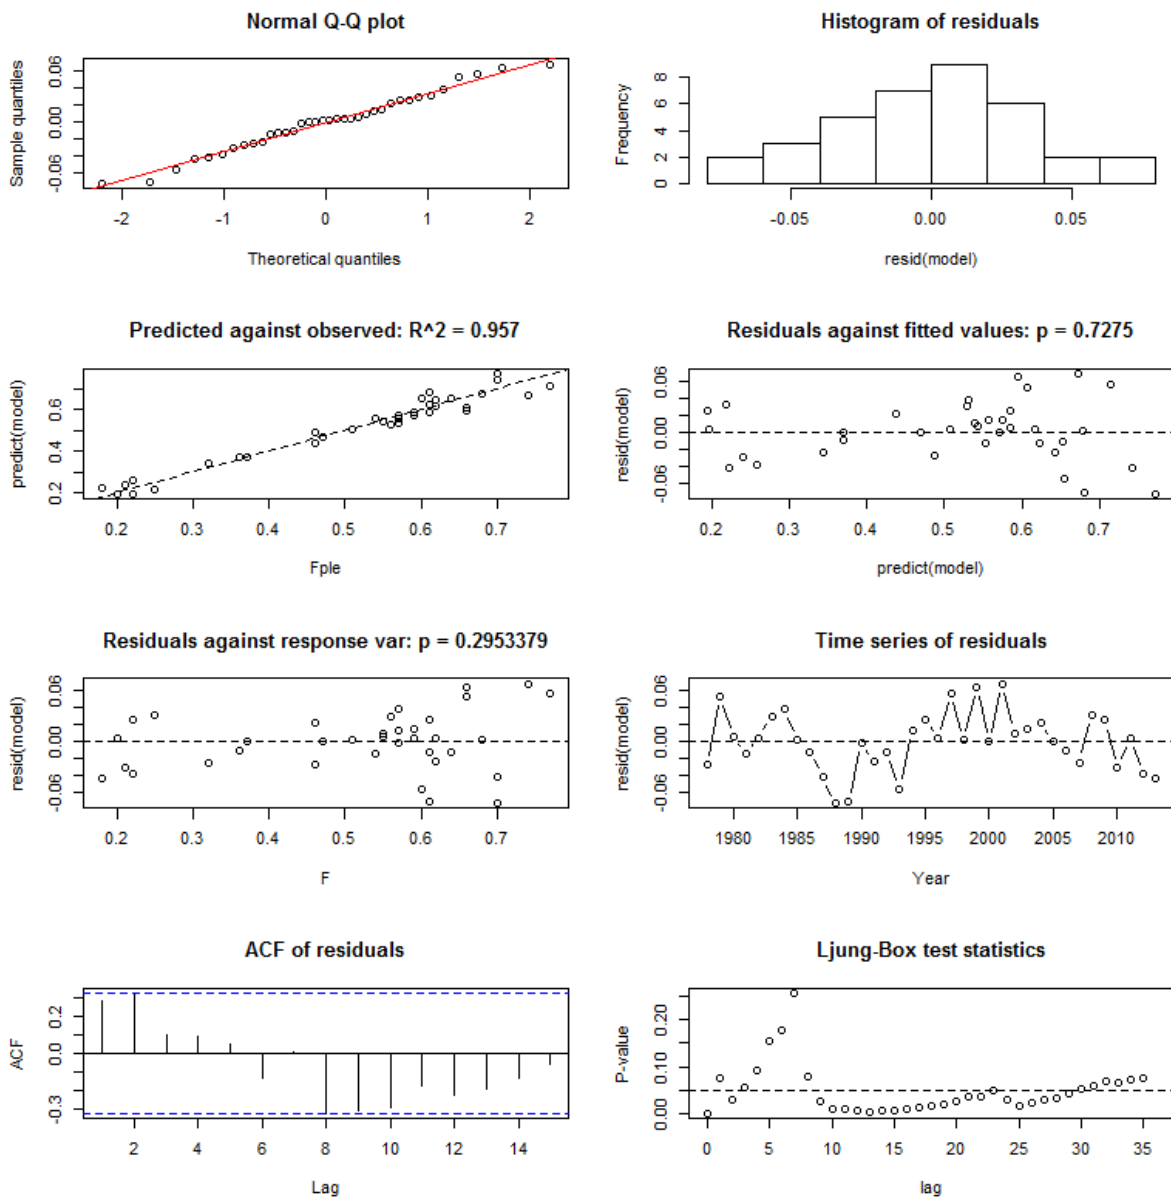 Normal Q-Q plot
Sample quantiles
0.06
0.00
-0.06
-2 -1 0 1 2
Theoretical quantiles
Histogram of residuals
Frequency
8
6
4
2
0
-0.05 0.00 0.05
resid(model)
Predicted against observed: R^2 = 0.957
predict(model)
0.6
0.4
0.2
0.2 0.3 0.4 0.5 0.6 0.7
Fple
Residuals against fitted values: p = 0.7275
resid(model)
0.06
0.00
-0.06
0.2 0.3 0.4 0.5 0.6 0.7
predict(model)
Residuals against response var: p = 0.2953379
resid(model)
0.06
0.00
-0.06
0.2 0.3 0.4 0.5 0.6 0.7
F
Time series of residuals
resid(model)
0.06
0.00
-0.06
1980 1985 1990 1995 2000 2005 2010
Year
ACF of residuals
ACF
0.2
0.0
-0.3
2 4 6 8 10 12 14
Lag
Ljung-Box test statistics
P-value
0.20
0.10
0.00
0 5 10 15 20 25 30 35
lag